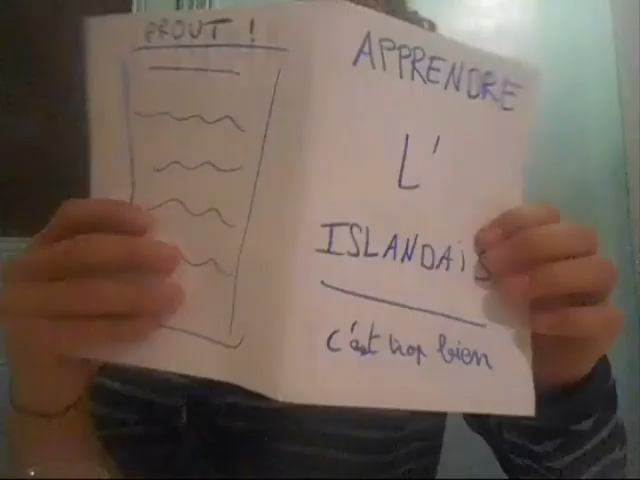 PROUT !
APPRENDRE
L'
ISLANDAiS
c'est trop bien